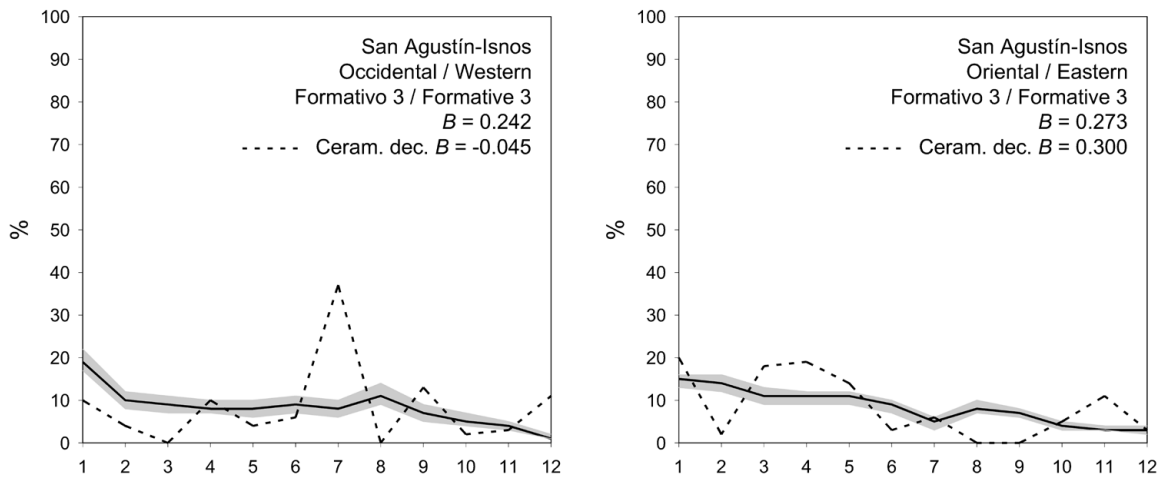 100
90
80
70
60
50
40
30
20
10
0
%
San Agustín-Isnos
Occidental / Western
Formativo 3 / Formative 3
B = 0.242
Ceram. dec. B = -0.045
1 2 3 4 5 6 7 8 9 10 11 12
100
90
80
70
60
50
40
30
20
10
0
%
San Agustín-Isnos
Oriental / Eastern
Formativo 3 / Formative 3
B = 0.273
Ceram. dec. B = 0.300
1 2 3 4 5 6 7 8 9 10 11 12